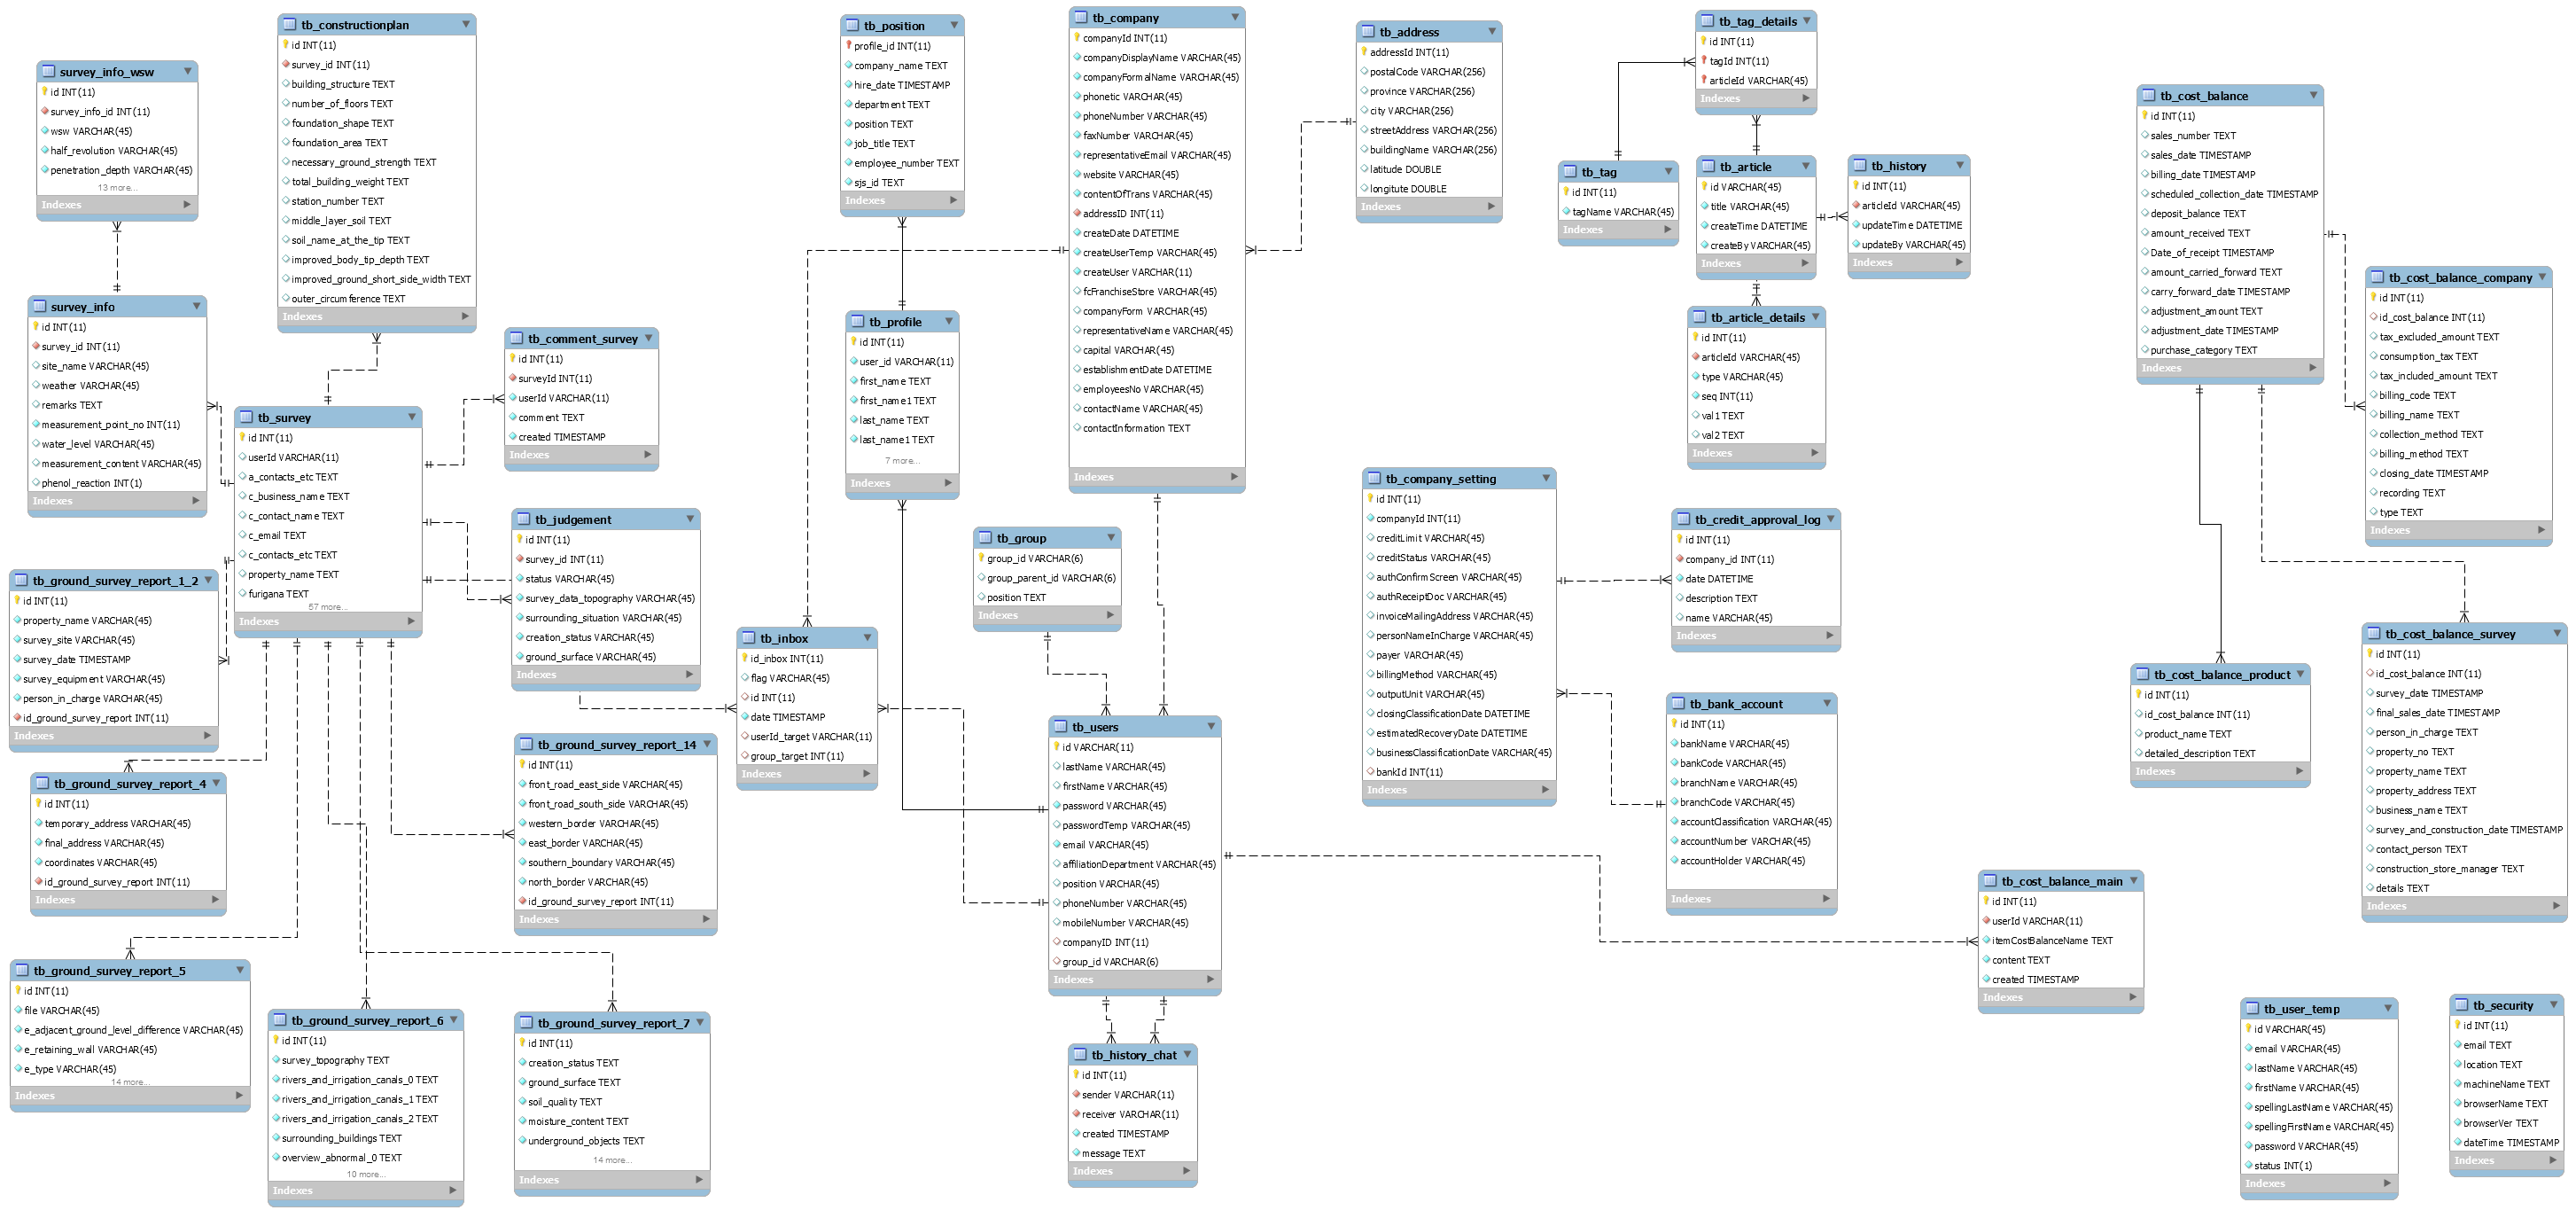 tb_constructionplan
id INT(11)
survey_id INT(11)
building_structure TEXT
number_of_floors TEXT
foundation_shape TEXT
foundation_area TEXT
necessary_ground_strength TEXT
total_building_weight TEXT
station_number TEXT
middle_layer_soil TEXT
soil_name_at_the_tip TEXT
improved_body_tip_depth TEXT
improved_ground_short_side_width TEXT
outer_circumference TEXT
Indexes
survey_info_wsw
id INT(11)
survey_info_id INT(11)
wsw VARCHAR(45)
half_revolution VARCHAR(45)
penetration_depth VARCHAR(45)
13 more...
Indexes
survey_info
id INT(11)
survey_id INT(11)
site_name VARCHAR(45)
weather VARCHAR(45)
remarks TEXT
measurement_point_no INT(11)
water_level VARCHAR(45)
measurement_content VARCHAR(45)
phenol_reaction INT(1)
Indexes
tb_survey
id INT(11)
userId VARCHAR(11)
a_contacts_etc TEXT
c_business_name TEXT
c_contact_name TEXT
c_email TEXT
c_contacts_etc TEXT
property_name TEXT
furigana TEXT
57 more...
Indexes
tb_comment_survey
id INT(11)
surveyId INT(11)
userId VARCHAR(11)
comment TEXT
created TIMESTAMP
Indexes
tb_judgement
id INT(11)
survey_id INT(11)
status VARCHAR(45)
survey_data_topography VARCHAR(45)
surrounding_situation VARCHAR(45)
creation_status VARCHAR(45)
ground_surface VARCHAR(45)
Indexes
tb_ground_survey_report_1_2
id INT(11)
property_name VARCHAR(45)
survey_site VARCHAR(45)
survey_date TIMESTAMP
survey_equipment VARCHAR(45)
person_in_charge VARCHAR(45)
id_ground_survey_report INT(11)
Indexes
tb_ground_survey_report_4
id INT(11)
temporary_address VARCHAR(45)
final_address VARCHAR(45)
coordinates VARCHAR(45)
id_ground_survey_report INT(11)
Indexes
tb_ground_survey_report_14
id INT(11)
front_road_east_side VARCHAR(45)
front_road_south_side VARCHAR(45)
western_border VARCHAR(45)
east_border VARCHAR(45)
southern_boundary VARCHAR(45)
north_border VARCHAR(45)
id_ground_survey_report INT(11)
Indexes
tb_ground_survey_report_5
id INT(11)
file VARCHAR(45)
e_adjacent_ground_level_difference VARCHAR(45)
e_retaining_wall VARCHAR(45)
e_type VARCHAR(45)
14 more...
Indexes
tb_ground_survey_report_6
id INT(11)
survey_topography TEXT
rivers_and_irrigation_canals_0 TEXT
rivers_and_irrigation_canals_1 TEXT
rivers_and_irrigation_canals_2 TEXT
surrounding_buildings TEXT
overview_abnormal_0 TEXT
10 more...
Indexes
tb_ground_survey_report_7
id INT(11)
creation_status TEXT
ground_surface TEXT
soil_quality TEXT
moisture_content TEXT
underground_objects TEXT
14 more...
Indexes
tb_position
profile_id INT(11)
company_name TEXT
hire_date TIMESTAMP
department TEXT
position TEXT
job_title TEXT
employee_number TEXT
sjs_id TEXT
Indexes
tb_profile
id INT(11)
user_id VARCHAR(11)
first_name TEXT
first_name1 TEXT
last_name TEXT
last_name1 TEXT
7 more...
Indexes
tb_company
companyId INT(11)
companyDisplayName VARCHAR(45)
companyFormalName VARCHAR(45)
phonetic VARCHAR(45)
phoneNumber VARCHAR(45)
faxNumber VARCHAR(45)
representativeEmail VARCHAR(45)
website VARCHAR(45)
contentOfTrans VARCHAR(45)
addressID INT(11)
createDate DATETIME
createUserTemp VARCHAR(45)
createUser VARCHAR(11)
fcFranchiseStore VARCHAR(45)
companyForm VARCHAR(45)
representativeName VARCHAR(45)
capital VARCHAR(45)
establishmentDate DATETIME
employeesNo VARCHAR(45)
contactName VARCHAR(45)
contactInformation TEXT
Indexes
tb_address
addressId INT(11)
postalCode VARCHAR(256)
province VARCHAR(256)
city VARCHAR(256)
streetAddress VARCHAR(256)
buildingName VARCHAR(256)
latitude DOUBLE
longitute DOUBLE
Indexes
tb_group
group_id VARCHAR(6)
group_parent_id VARCHAR(6)
position TEXT
Indexes
tb_inbox
id_inbox INT(11)
flag VARCHAR(45)
id INT(11)
date TIMESTAMP
userId_target VARCHAR(11)
group_target INT(11)
Indexes
tb_users
id VARCHAR(11)
lastName VARCHAR(45)
firstName VARCHAR(45)
password VARCHAR(45)
passwordTemp VARCHAR(45)
email VARCHAR(45)
affiliationDepartment VARCHAR(45)
position VARCHAR(45)
phoneNumber VARCHAR(45)
mobileNumber VARCHAR(45)
companyID INT(11)
group_id VARCHAR(6)
Indexes
tb_history_chat
id INT(11)
sender VARCHAR(11)
receiver VARCHAR(11)
created TIMESTAMP
message TEXT
Indexes
tb_tag_details
id INT(11)
tagId INT(11)
articleId VARCHAR(45)
Indexes
tb_tag
id INT(11)
tagName VARCHAR(45)
Indexes
tb_article
id VARCHAR(45)
title VARCHAR(45)
createTime DATETIME
createBy VARCHAR(45)
Indexes
tb_history
id INT(11)
articleId VARCHAR(45)
updateTime DATETIME
updateBy VARCHAR(45)
Indexes
tb_article_details
id INT(11)
articleId VARCHAR(45)
type VARCHAR(45)
seq INT(11)
val1 TEXT
val2 TEXT
Indexes
tb_company_setting
id INT(11)
companyId INT(11)
creditLimit VARCHAR(45)
creditStatus VARCHAR(45)
authConfirmScreen VARCHAR(45)
authReceiptDoc VARCHAR(45)
invoiceMailingAddress VARCHAR(45)
personNameInCharge VARCHAR(45)
payer VARCHAR(45)
billingMethod VARCHAR(45)
outputUnit VARCHAR(45)
closingClassificationDate DATETIME
estimatedRecoveryDate DATETIME
businessClassificationDate VARCHAR(45)
bankId INT(11)
Indexes
tb_credit_approval_log
id INT(11)
company_id INT(11)
date DATETIME
description TEXT
name VARCHAR(45)
Indexes
tb_bank_account
id INT(11)
bankName VARCHAR(45)
bankCode VARCHAR(45)
branchName VARCHAR(45)
branchCode VARCHAR(45)
accountClassification VARCHAR(45)
accountNumber VARCHAR(45)
accountHolder VARCHAR(45)
Indexes
tb_cost_balance
id INT(11)
sales_number TEXT
sales_date TIMESTAMP
billing_date TIMESTAMP
scheduled_collection_date TIMESTAMP
deposit_balance TEXT
amount_received TEXT
Date_of_receipt TIMESTAMP
amount_carried_forward TEXT
carry_forward_date TIMESTAMP
adjustment_amount TEXT
adjustment_date TIMESTAMP
purchase_category TEXT
Indexes
tb_cost_balance_company
id INT(11)
id_cost_balance INT(11)
tax_excluded_amount TEXT
consumption_tax TEXT
tax_included_amount TEXT
billing_code TEXT
billing_name TEXT
collection_method TEXT
billing_method TEXT
closing_date TIMESTAMP
recording TEXT
type TEXT
Indexes
tb_cost_balance_product
id INT(11)
id_cost_balance INT(11)
product_name TEXT
detailed_description TEXT
Indexes
tb_cost_balance_survey
id INT(11)
id_cost_balance INT(11)
survey_date TIMESTAMP
final_sales_date TIMESTAMP
person_in_charge TEXT
property_no TEXT
property_name TEXT
property_address TEXT
business_name TEXT
survey_and_construction_date TIMESTAMP
contact_person TEXT
construction_store_manager TEXT
details TEXT
Indexes
tb_cost_balance_main
id INT(11)
userId VARCHAR(11)
itemCostBalanceName TEXT
content TEXT
created TIMESTAMP
Indexes
tb_user_temp
id VARCHAR(45)
email VARCHAR(45)
lastName VARCHAR(45)
firstName VARCHAR(45)
spellingLastName VARCHAR(45)
spellingFirstName VARCHAR(45)
password VARCHAR(45)
status INT(1)
Indexes
tb_security
id INT(11)
email TEXT
location TEXT
machineName TEXT
browserName TEXT
browserVer TEXT
dateTime TIMESTAMP
Indexes